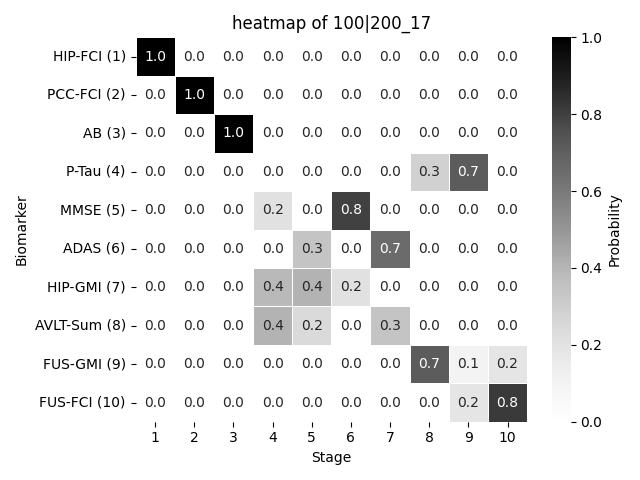 heatmap of 100|200_17
HIP-FCI (1) 1.0 0.0 0.0 0.0 0.0 0.0 0.0 0.0 0.0 0.0
PCC-FCI (2) 0.0 1.0 0.0 0.0 0.0 0.0 0.0 0.0 0.0 0.0
AB (3) 0.0 0.0 1.0 0.0 0.0 0.0 0.0 0.0 0.0 0.0
P-Tau (4) 0.0 0.0 0.0 0.0 0.0 0.0 0.0 0.3 0.7 0.0
MMSE (5) 0.0 0.0 0.0 0.2 0.0 0.8 0.0 0.0 0.0 0.0
ADAS (6) 0.0 0.0 0.0 0.0 0.3 0.0 0.7 0.0 0.0 0.0
HIP-GMI (7) 0.0 0.0 0.0 0.4 0.4 0.2 0.0 0.0 0.0 0.0
AVLT-Sum (8) 0.0 0.0 0.0 0.4 0.2 0.0 0.3 0.0 0.0 0.0
FUS-GMI (9) 0.0 0.0 0.0 0.0 0.0 0.0 0.0 0.7 0.1 0.2
FUS-FCI (10) 0.0 0.0 0.0 0.0 0.0 0.0 0.0 0.0 0.2 0.8
1 2 3 4 5 6 7 8 9 10
Stage
Biomarker
1.0
0.8
0.6
0.4
0.2
0.0
Probability